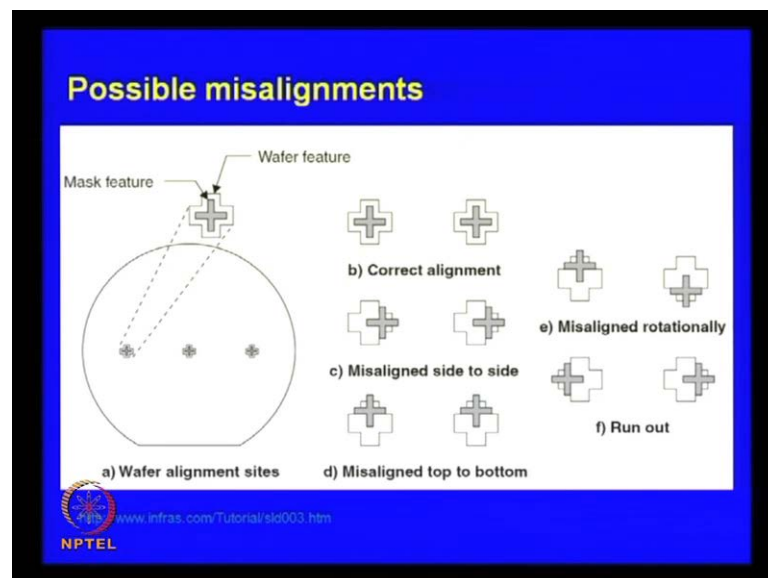 Possible misalignments
Wafer feature
Mask feature
b) Correct alignment
e) Misaligned rotationally
c) Misaligned side to side
f) Run out
a) Wafer alignment sites
d) Misaligned top to bottom
www.infras.com/Tutorial/sld003.htm
NPTEL